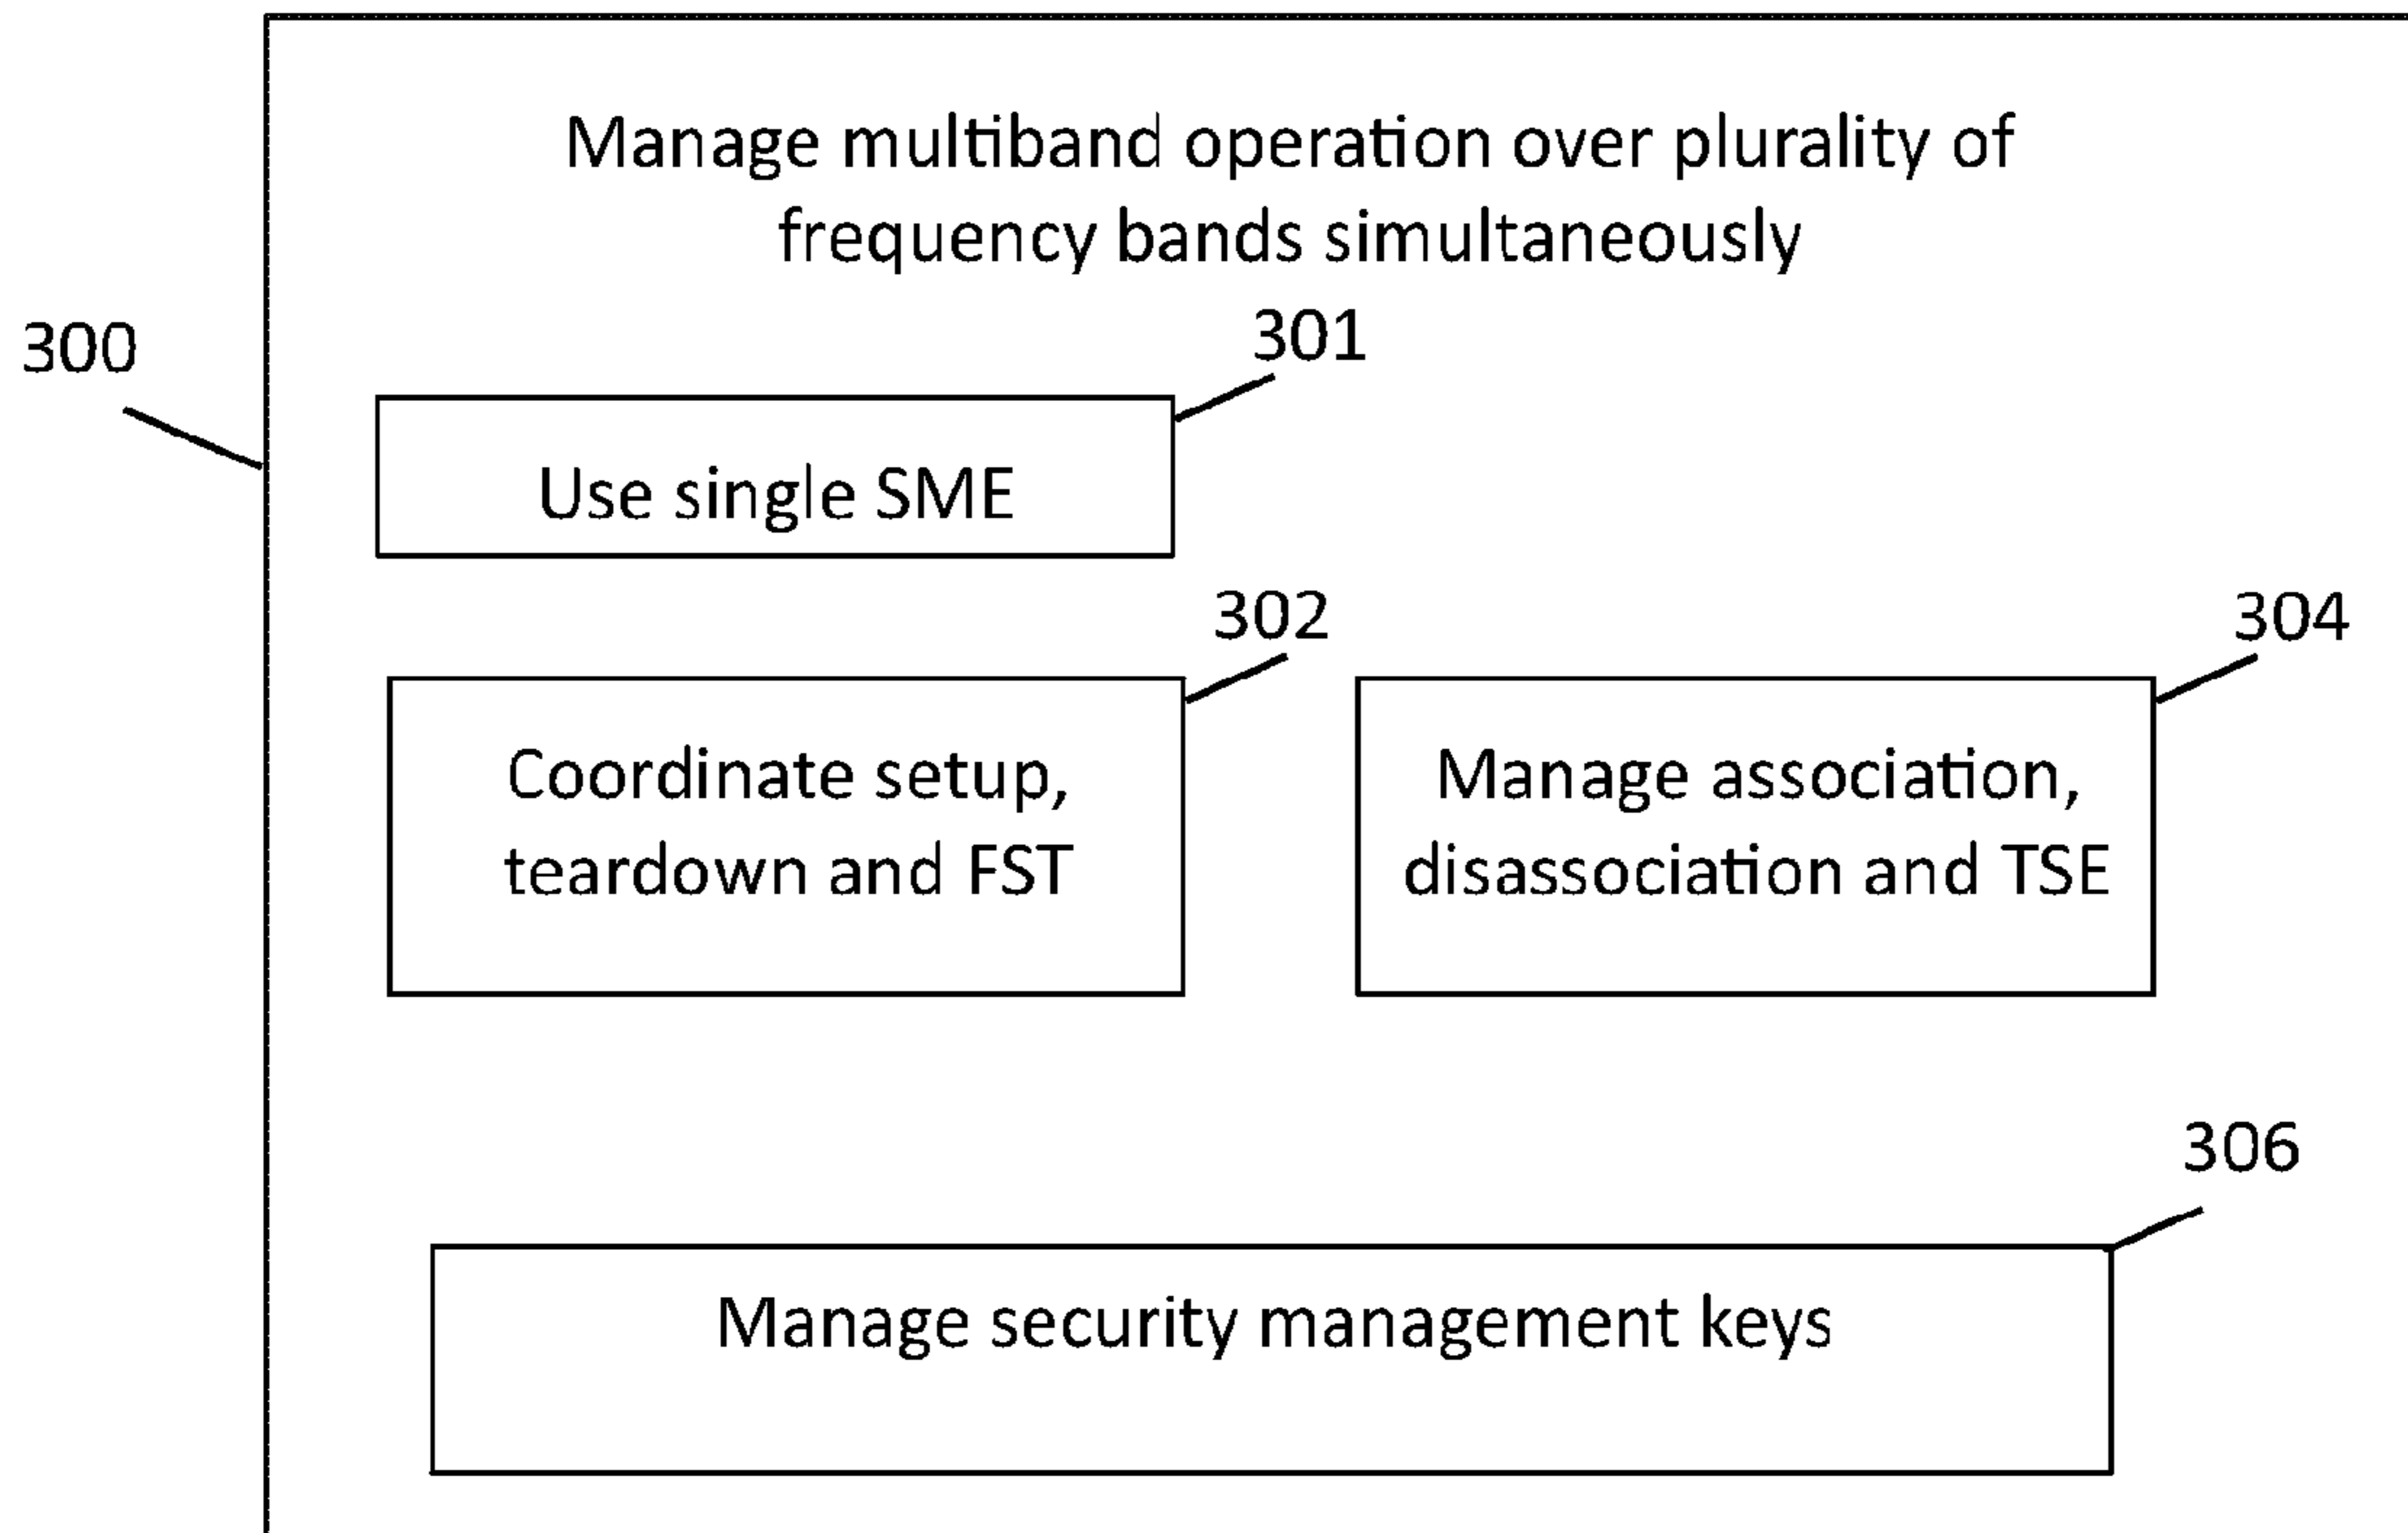 Manage multiband operation over plurality of
frequency bands simultaneously
300
301
Use single SME
302
304
Coordinate setup,
teardown and FST
Manage association,
disassociation and TSE
306
Manage security management keys